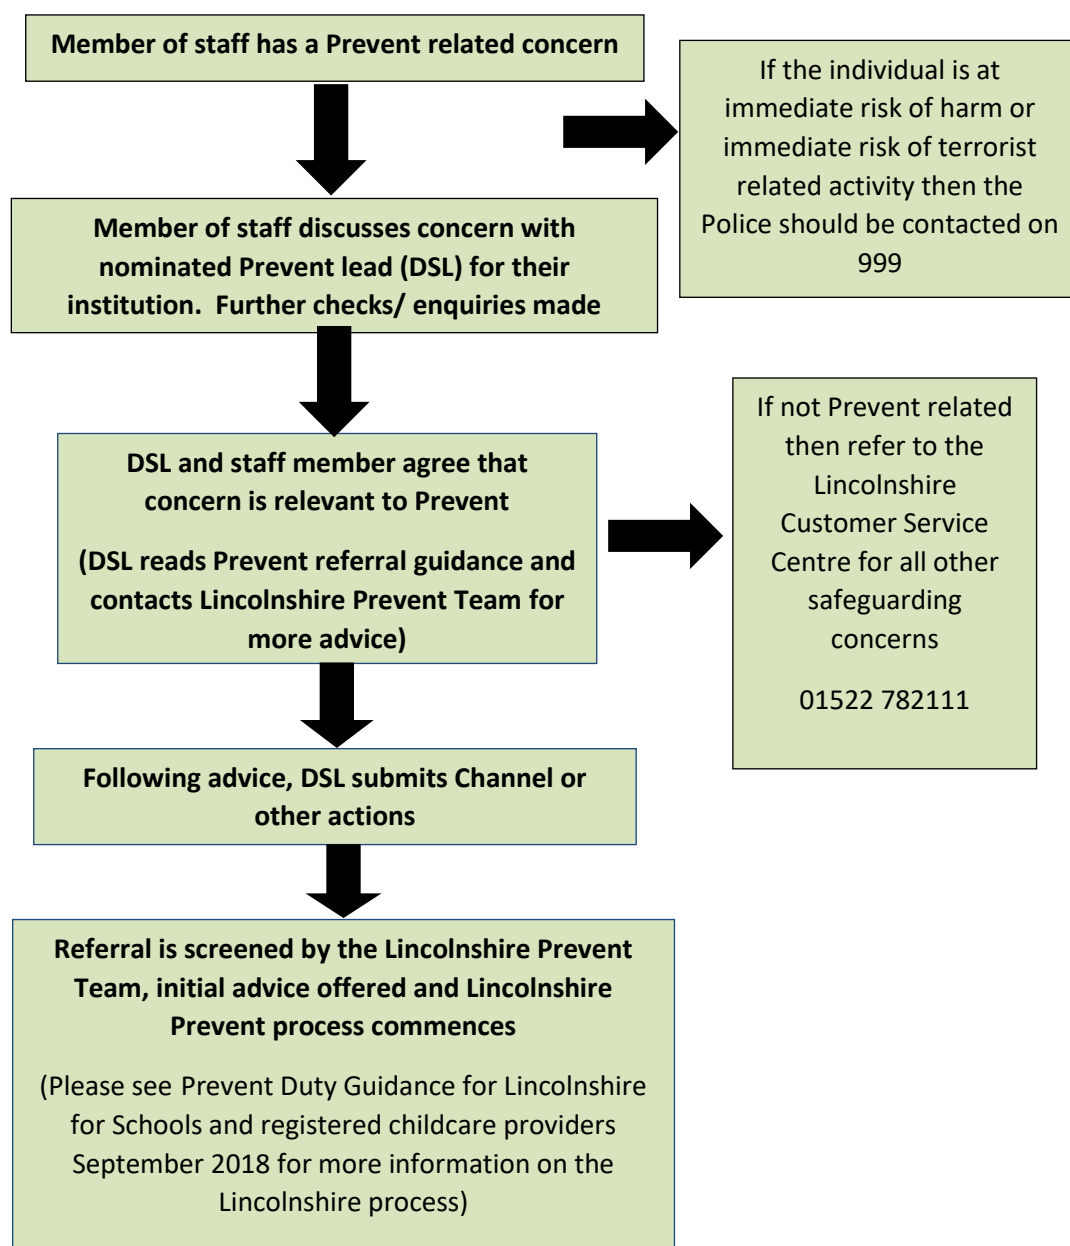 Member of staff has a Prevent related concern
If the individual is at
immediate risk of harm or
immediate risk of terrorist
related activity then the
Police should be contacted on
999
Member of staff discusses concern with
nominated Prevent lead (DSL) for their
institution.  Further checks/ enquiries made
DSL and staff member agree that
concern is relevant to Prevent
(DSL reads Prevent referral guidance and
contacts Lincolnshire Prevent Team for
more advice)
If not Prevent related
then refer to the
Lincolnshire
Customer Service
Centre for all other
safeguarding
concerns
01522 782111
Following advice, DSL submits Channel or
other actions
Referral is screened by the Lincolnshire Prevent
Team, initial advice offered and Lincolnshire
Prevent process commences
(Please see Prevent Duty Guidance for Lincolnshire
for Schools and registered childcare providers
September 2018 for more information on the
Lincolnshire process)